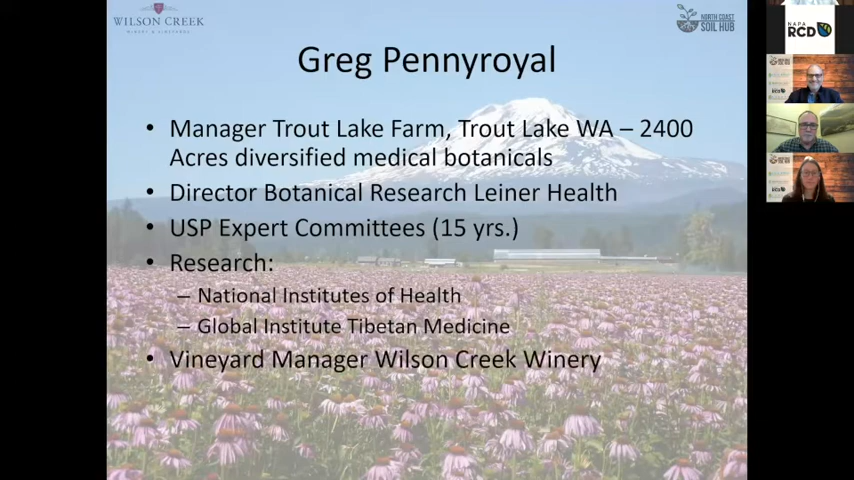 WILSON CREEK
WINERY & VINEYARDS
NORTH COAST
SOIL HUB
NAPA
RCD
Greg Pennyroyal
• Manager Trout Lake Farm, Trout Lake WA – 2400
Acres diversified medical botanicals
• Director Botanical Research Leiner Health
• USP Expert Committees (15 yrs.)
• Research:
– National Institutes of Health
– Global Institute Tibetan Medicine
• Vineyard Manager Wilson Creek Winery